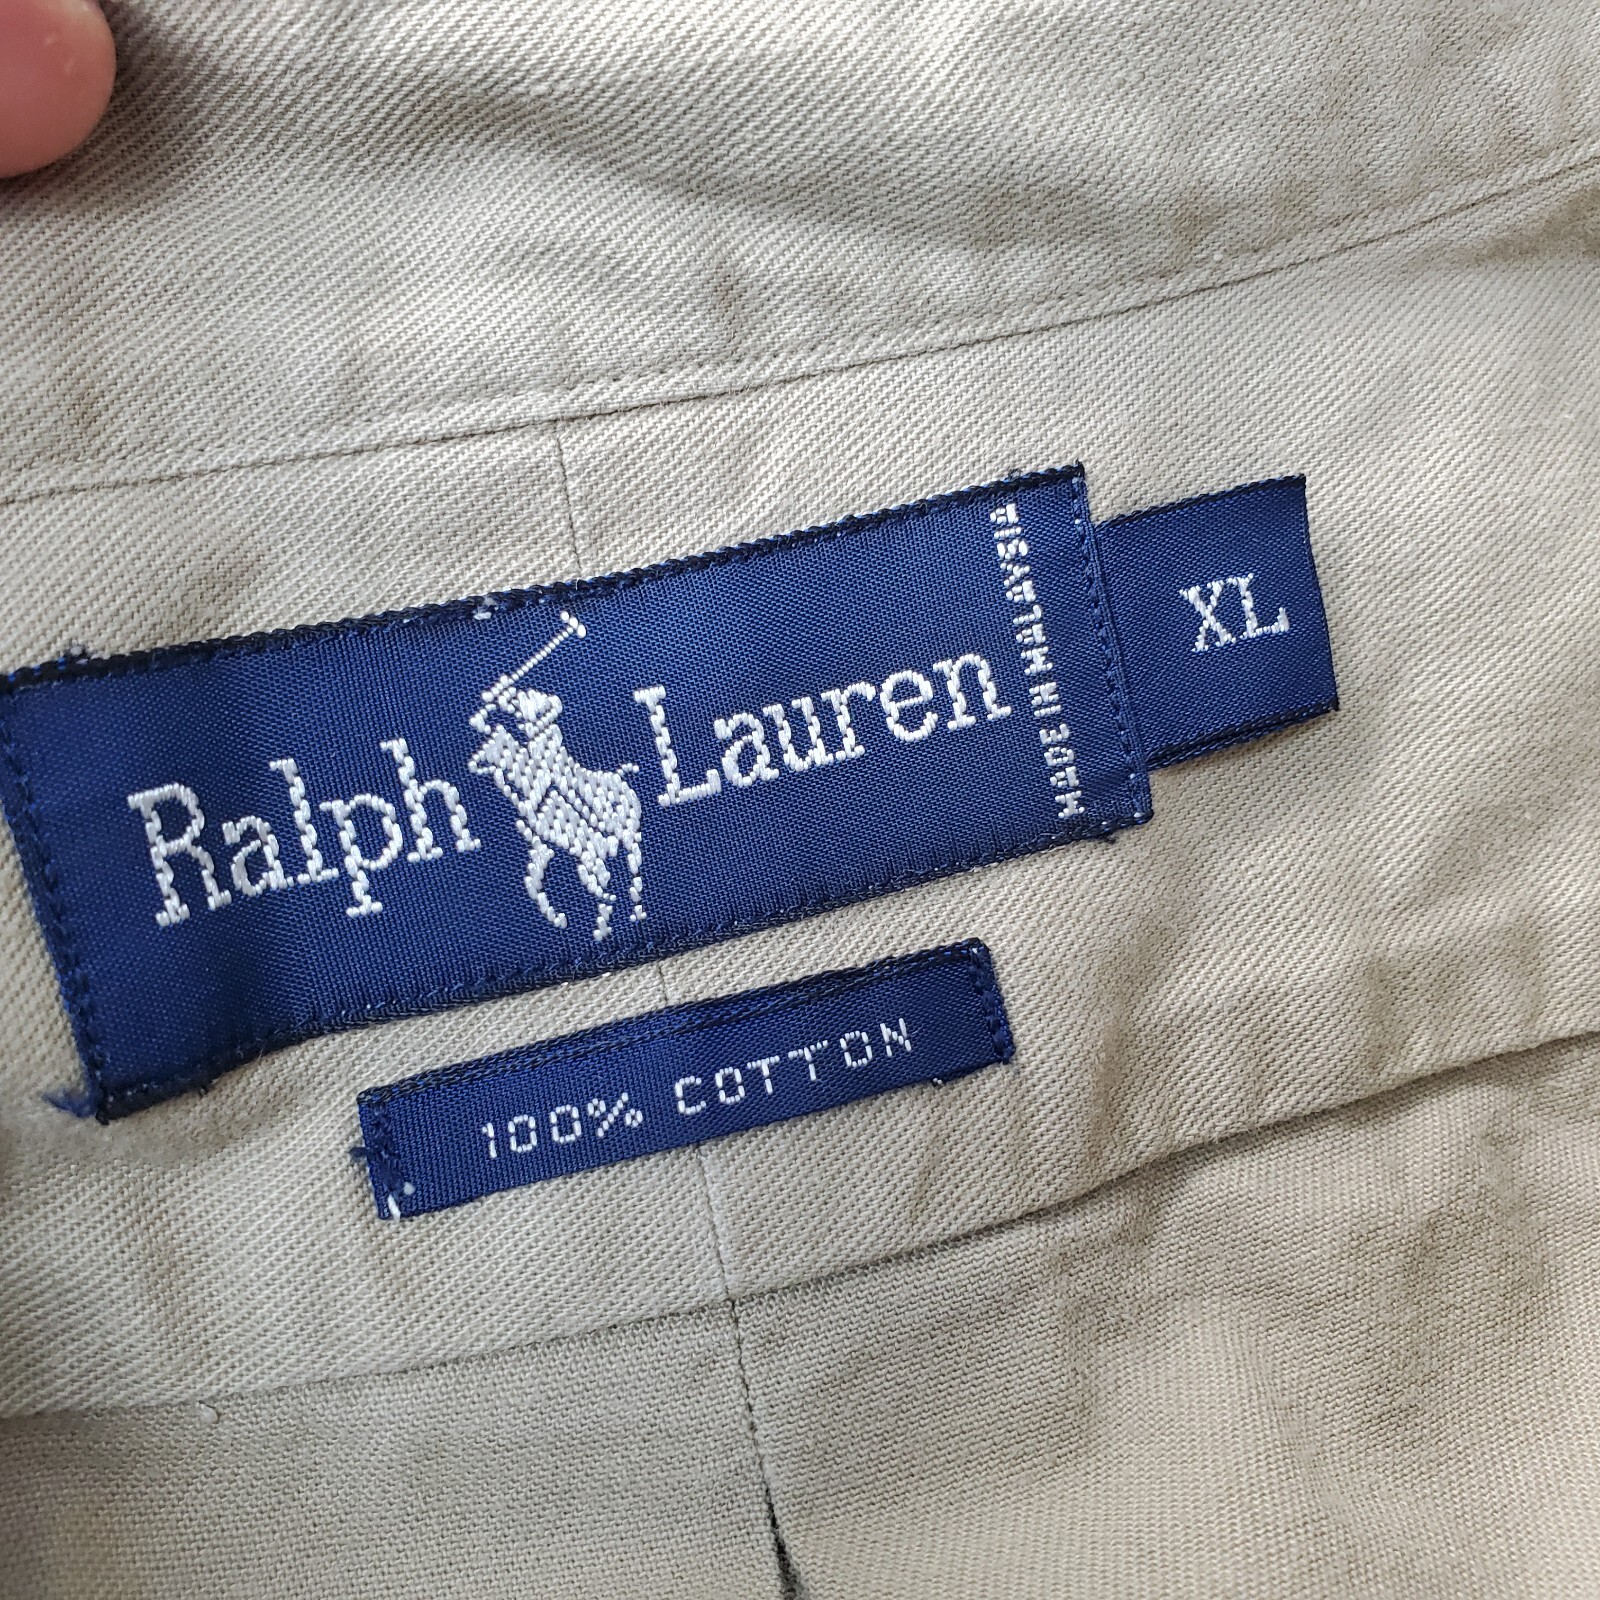 Ralph Lauren
MADE IN MALAYSIA
XL
100% COTTON